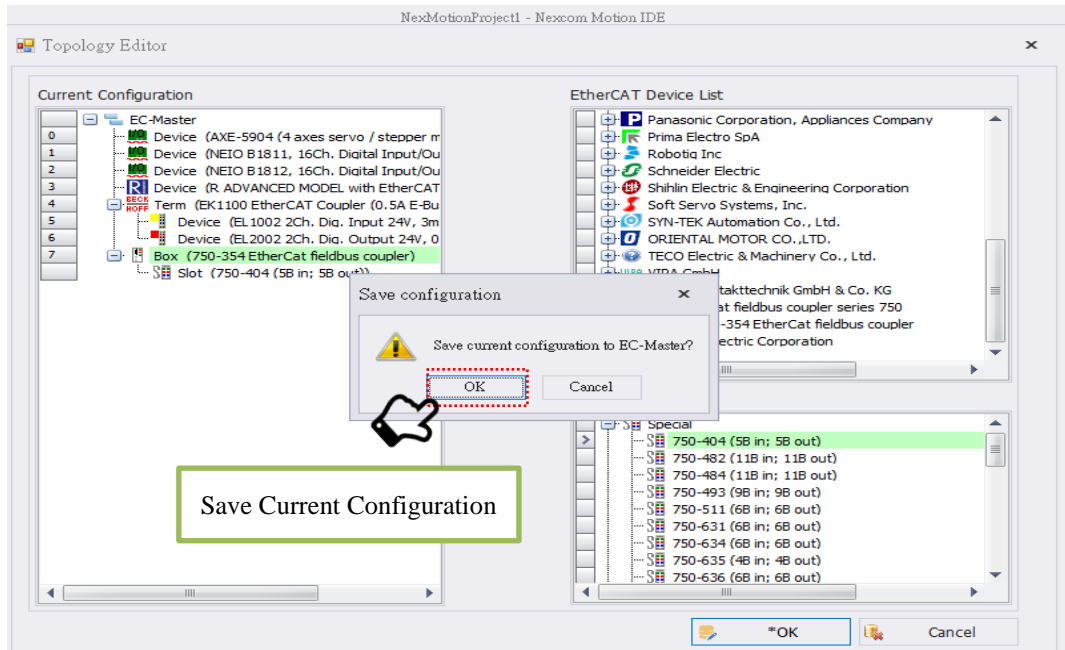 NexMotionProject1 - Nexcom Motion IDE
Topology Editor
Current Configuration
EC-Master
0 Device (AXE-5904 (4 axes servo / stepper m
1 Device (NEIO B1811, 16Ch. Digital Input/Ou
2 Device (NEIO B1812, 16Ch. Digital Input/Ou
3 Device (R ADVANCED MODEL with EtherCAT
4 Term (EK1100 EtherCAT Coupler (0.5A E-Bu
5 Device (EL1002 2Ch. Dig. Input 24V, 3m
6 Device (EL2002 2Ch. Dig. Output 24V, 0
7 Box (750-354 EtherCat fieldbus coupler)
Slot (750-404 (5B in; 5B out))
EtherCAT Device List
Panasonic Corporation, Appliances Company
Prima Electro SpA
Robotiq Inc
Schneider Electric
Shihlin Electric & Engineering Corporation
Soft Servo Systems, Inc.
SYN-TEK Automation Co., Ltd.
ORIENTAL MOTOR CO.,LTD.
TECO Electric & Machinery Co., Ltd.
VIPA GmbH
takttechnik GmbH & Co. KG
at fieldbus coupler series 750
-354 EtherCat fieldbus coupler
ectric Corporation
Save configuration
Save current configuration to EC-Master?
OK Cancel
Save Current Configuration
Special
750-404 (5B in; 5B out)
750-482 (11B in; 11B out)
750-484 (11B in; 11B out)
750-493 (9B in; 9B out)
750-511 (6B in; 6B out)
750-631 (6B in; 6B out)
750-634 (6B in; 6B out)
750-635 (4B in; 4B out)
750-636 (6B in; 6B out)
*OK Cancel